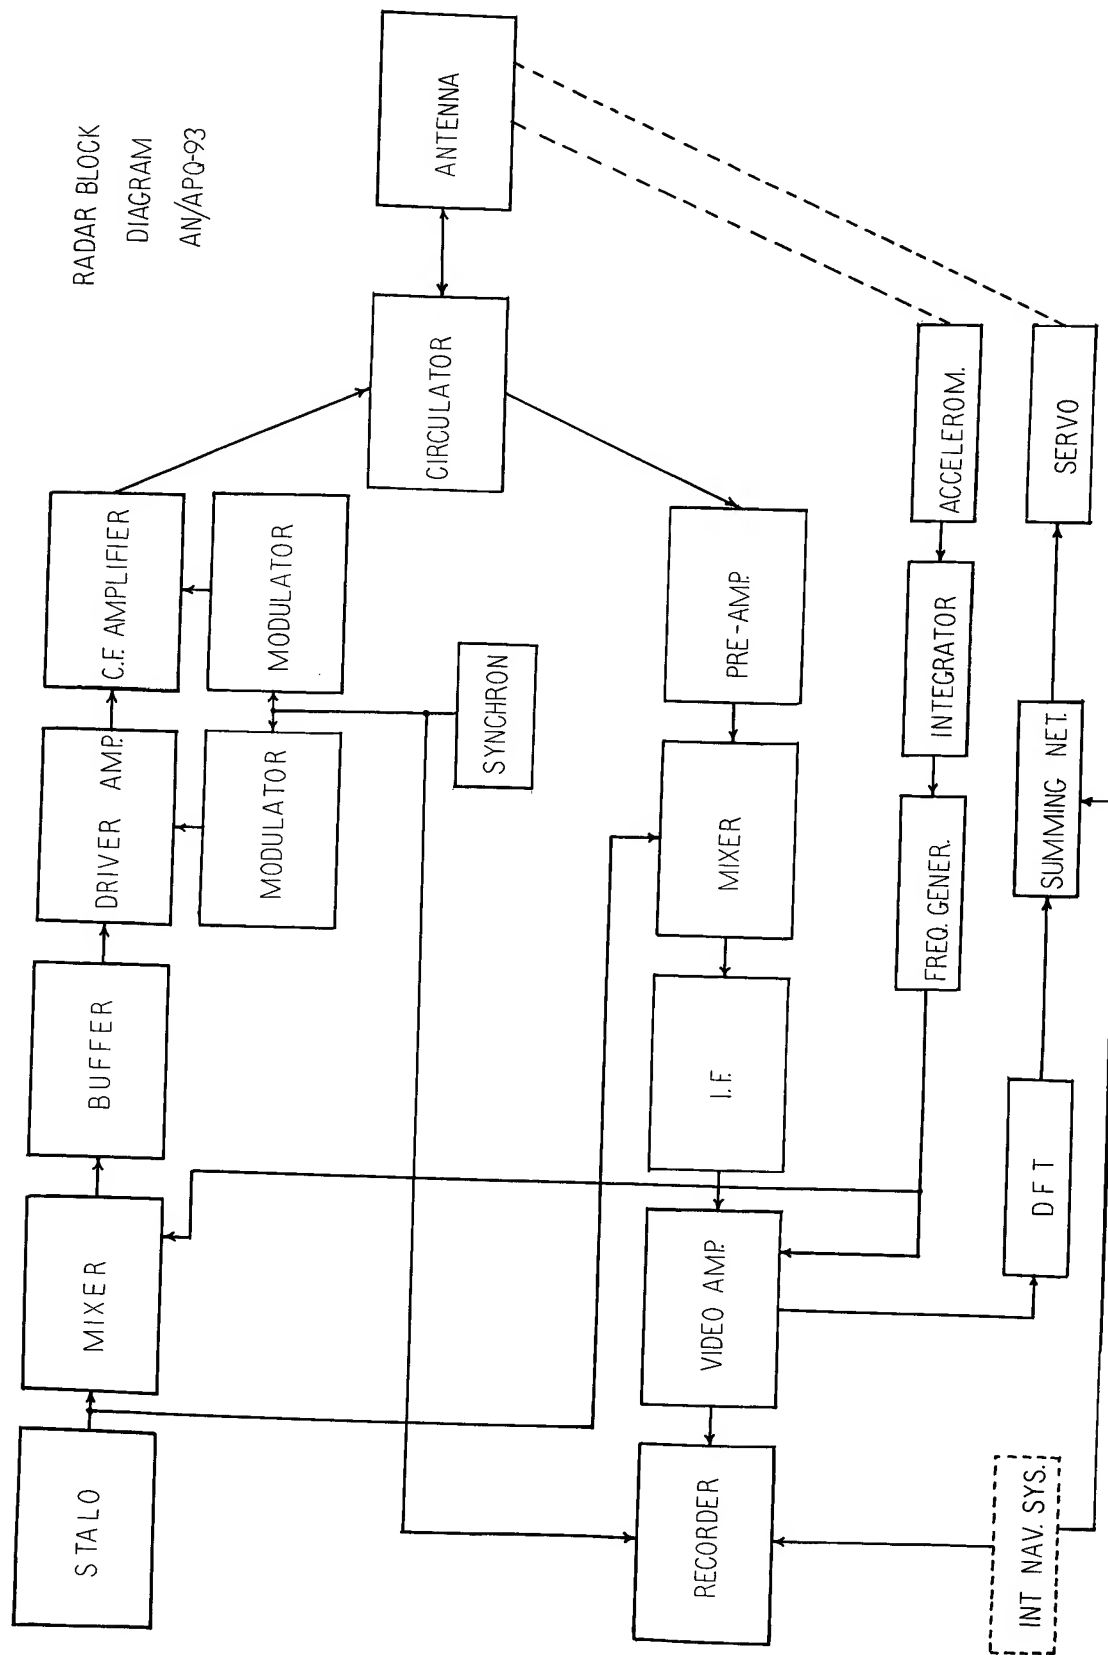 RADAR BLOCK
DIAGRAM
AN/APQ-93
STALO
MIXER
BUFFER
DRIVER AMP.
C.F. AMPLIFIER
MODULATOR
MODULATOR
SYNCHRON
CIRCULATOR
ANTENNA
RECORDER
VIDEO AMP.
I.F.
MIXER
PRE-AMP.
FREQ. GENER.
INTEGRATOR
ACCELEROM.
INT NAV. SYS.
DFT
SUMMING NET.
SERVO